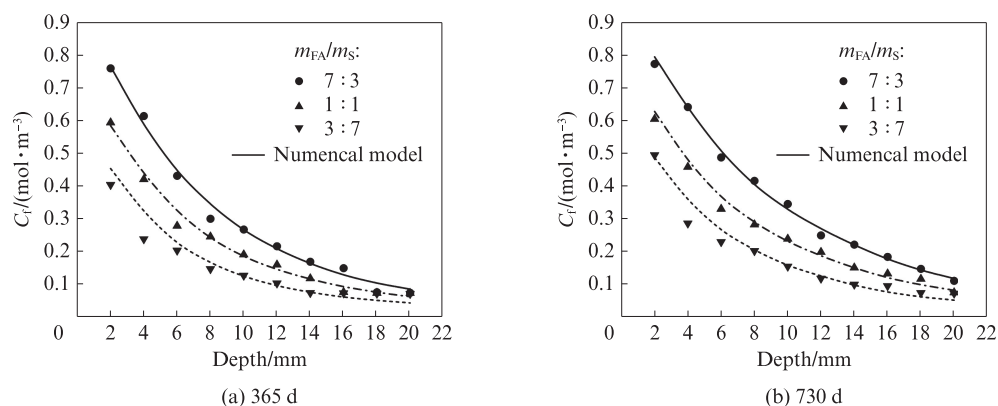 0.9
0.8
0.7
0.6
0.5
0.4
0.3
0.2
0.1
0
2 4 6 8 10 12 14 16 18 20 22
C_f/(mol·m⁻³)
Depth/mm
m_FA/m_S:
7:3
1:1
3:7
Numencal model
(a) 365 d
0.9
0.8
0.7
0.6
0.5
0.4
0.3
0.2
0.1
0
2 4 6 8 10 12 14 16 18 20 22
C_f/(mol·m⁻³)
Depth/mm
m_FA/m_S:
7:3
1:1
3:7
Numencal model
(b) 730 d